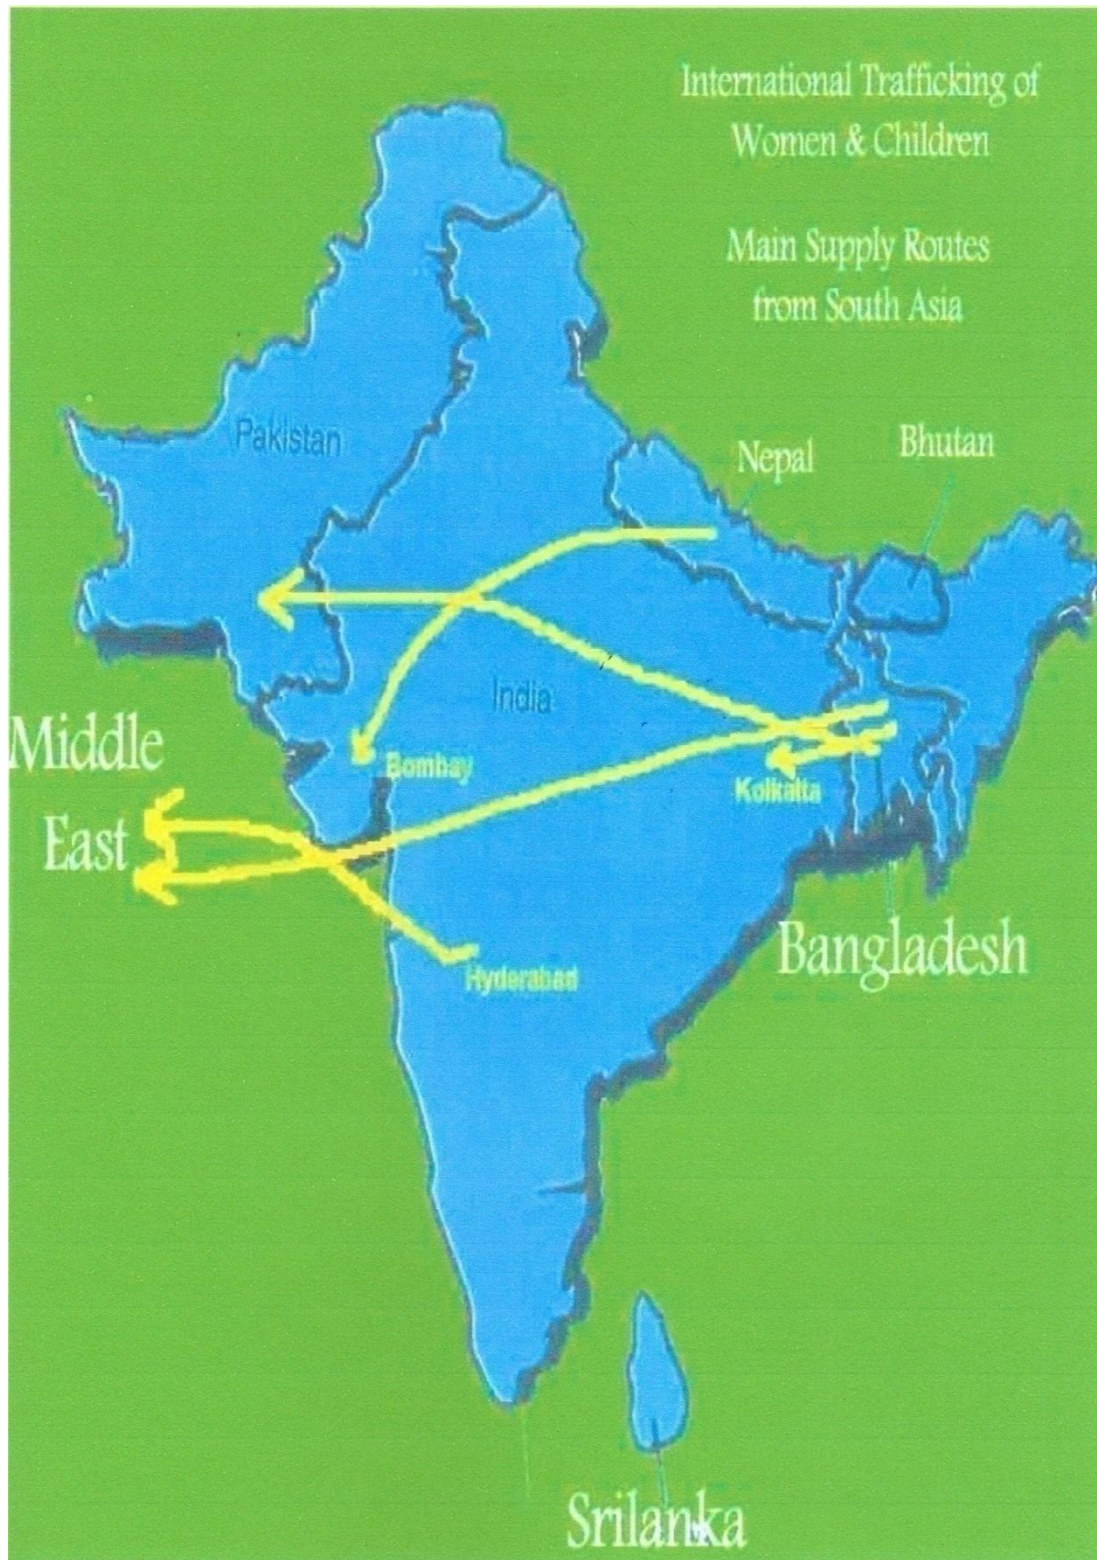 International Trafficking of
Women & Children
Main Supply Routes
from South Asia
Pakistan
Nepal
Bhutan
India
Middle
East
Bombay
Kolkatta
Bangladesh
Hyderabad
Srilanka